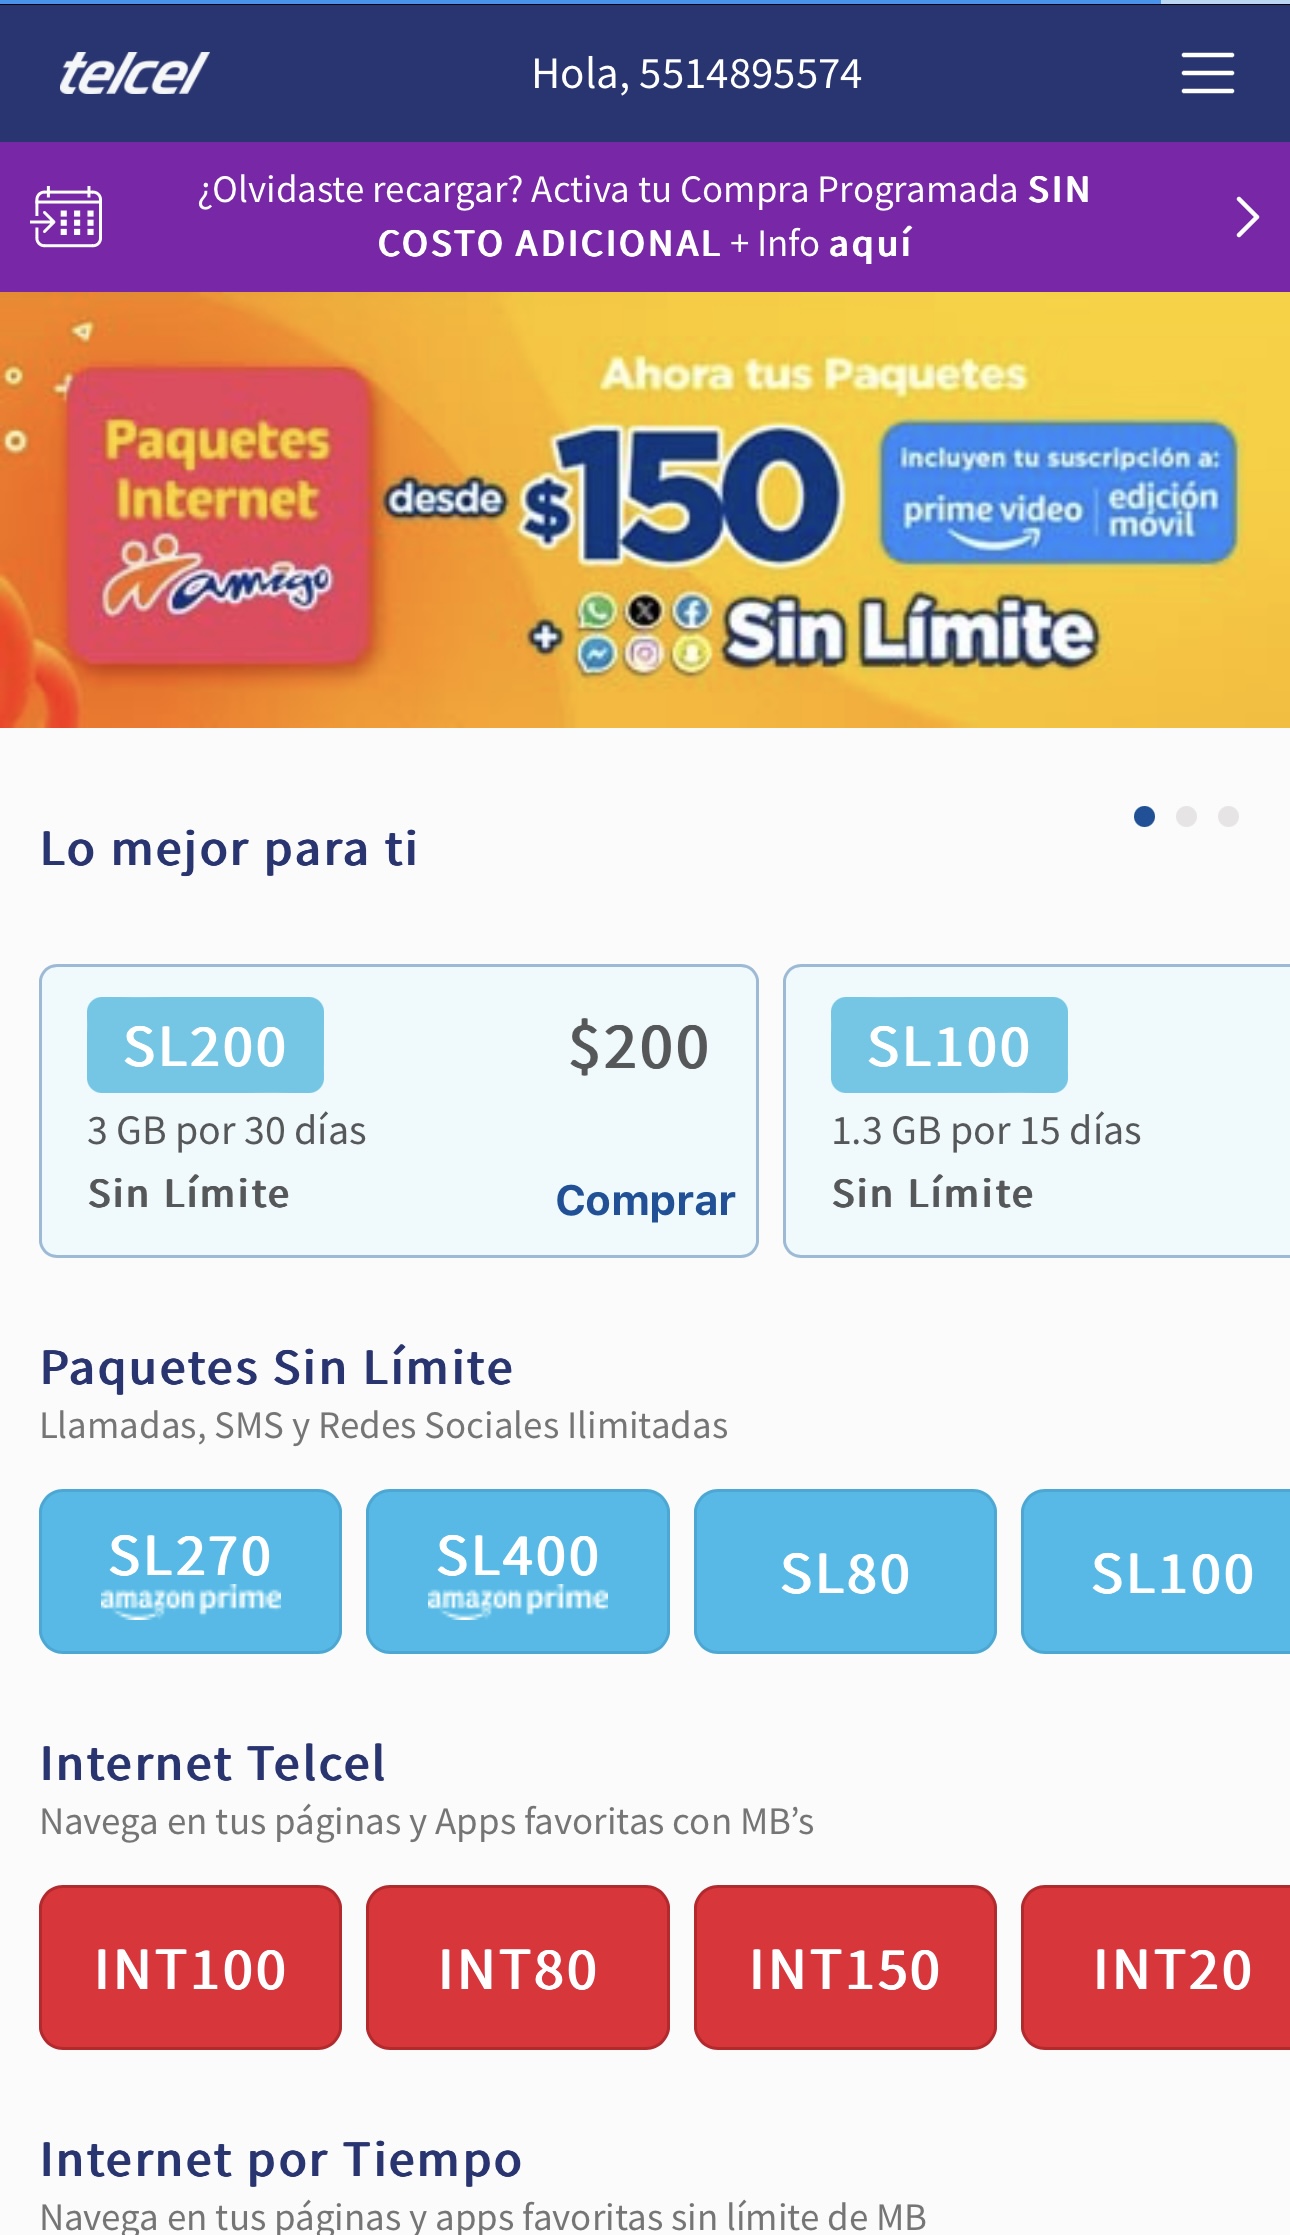 telcel
Hola, 5514895574
¿Olvidaste recargar? Activa tu Compra Programada SIN
COSTO ADICIONAL + Info aquí
Paquetes
Internet
amigo
Ahora tus Paquetes
desde $150
incluyen tu suscripción a:
prime video
edición
móvil
+ Sin Límite
Lo mejor para ti
SL200
$200
3 GB por 30 días
Sin Límite
Comprar
SL100
1.3 GB por 15 días
Sin Límite
Paquetes Sin Límite
Llamadas, SMS y Redes Sociales Ilimitadas
SL270
amazon prime
SL400
amazon prime
SL80
SL100
Internet Telcel
Navega en tus páginas y Apps favoritas con MB’s
INT100
INT80
INT150
INT20
Internet por Tiempo
Navega en tus páginas y apps favoritas sin límite de MB